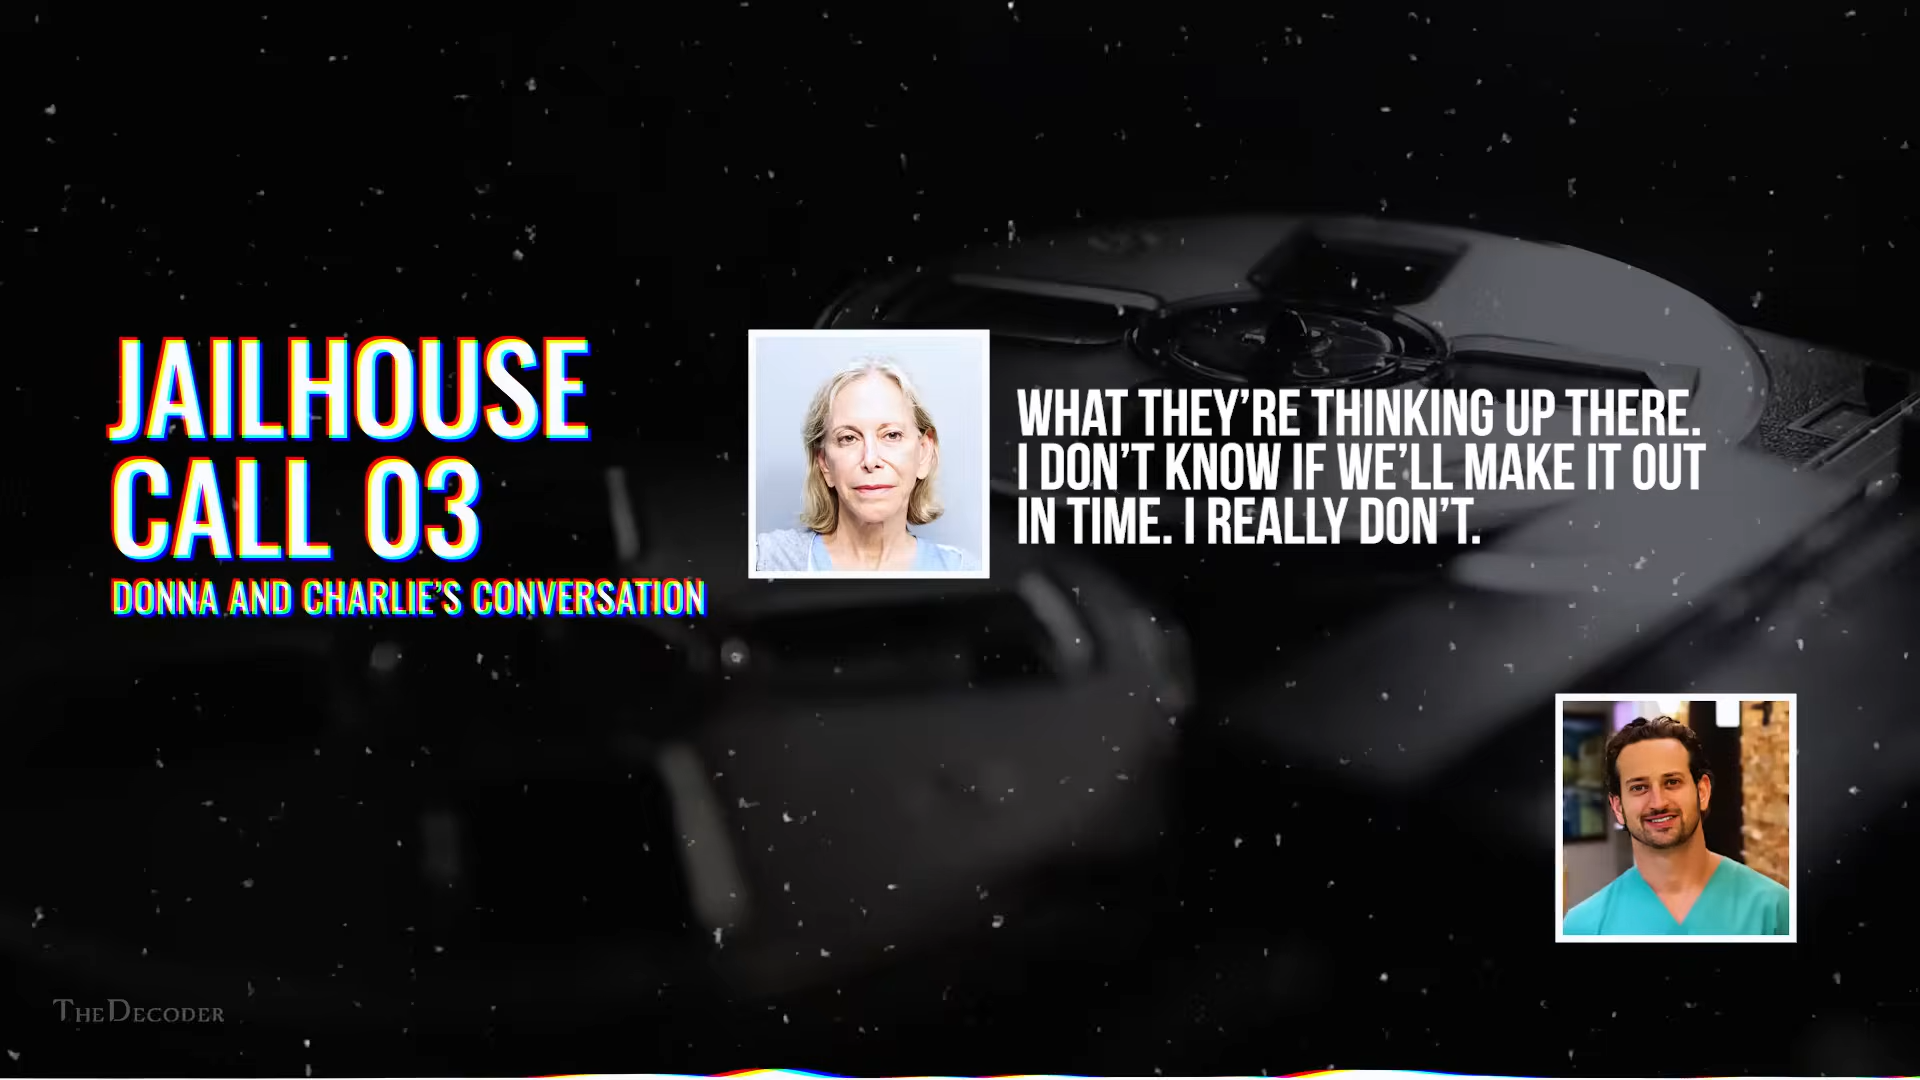 JAILHOUSE
CALL 03
DONNA AND CHARLIE'S CONVERSATION
WHAT THEY'RE THINKING UP THERE.
I DON'T KNOW IF WE'LL MAKE IT OUT
IN TIME. I REALLY DON'T.
THEDECODER